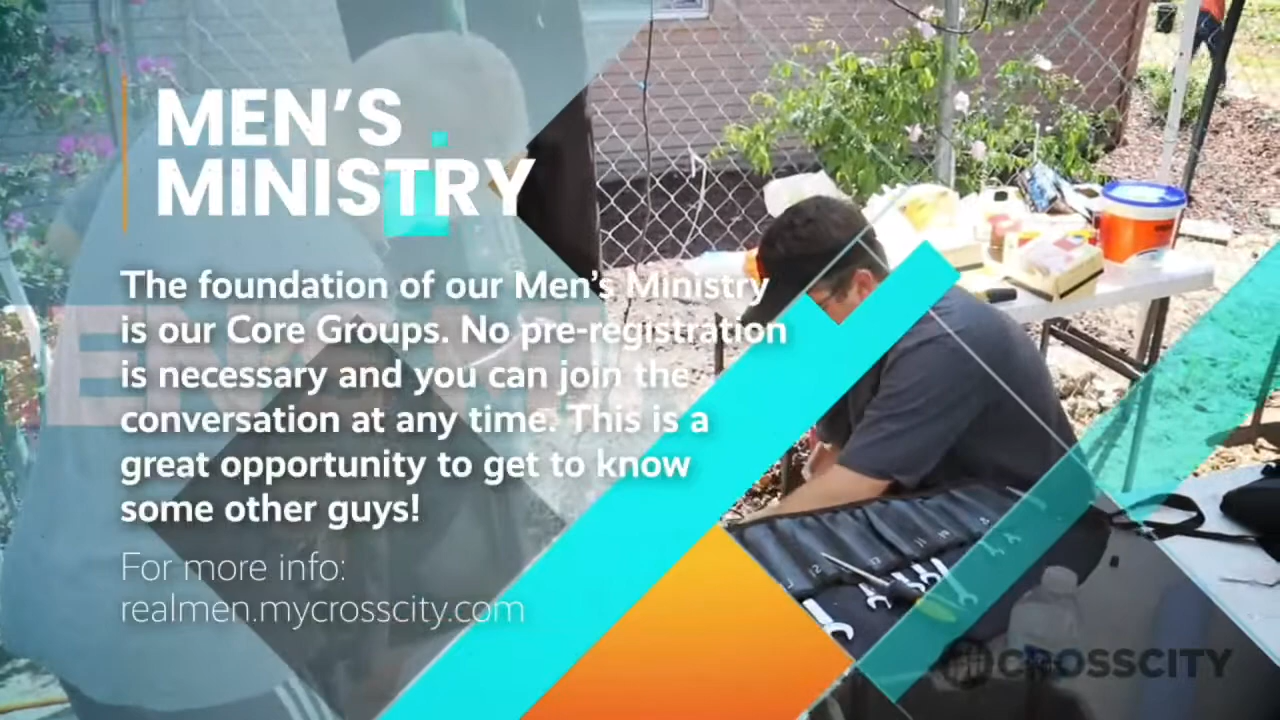 MEN'S
MINISTRY
The foundation of our Men's Ministry
is our Core Groups. No pre-registration
is necessary and you can join the
conversation at any time. This is a
great opportunity to get to know
some other guys!
For more info:
realmen.mycrosscity.com
CROSSCITY